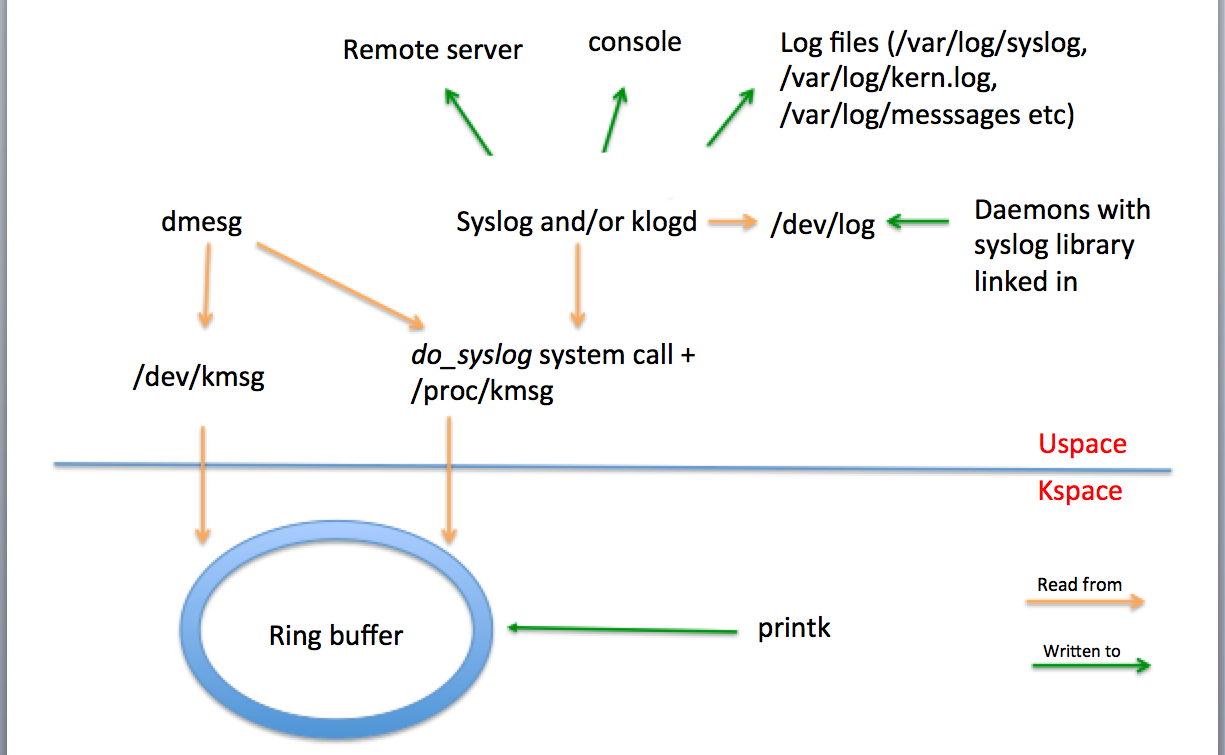 Remote server
console
Log files (/var/log/syslog,
/var/log/kern.log,
/var/log/messsages etc)
dmesg
Syslog and/or klogd
/dev/log
Daemons with
syslog library
linked in
/dev/kmsg
do_syslog system call +
/proc/kmsg
Uspace
Kspace
Ring buffer
printk
Read from
Written to